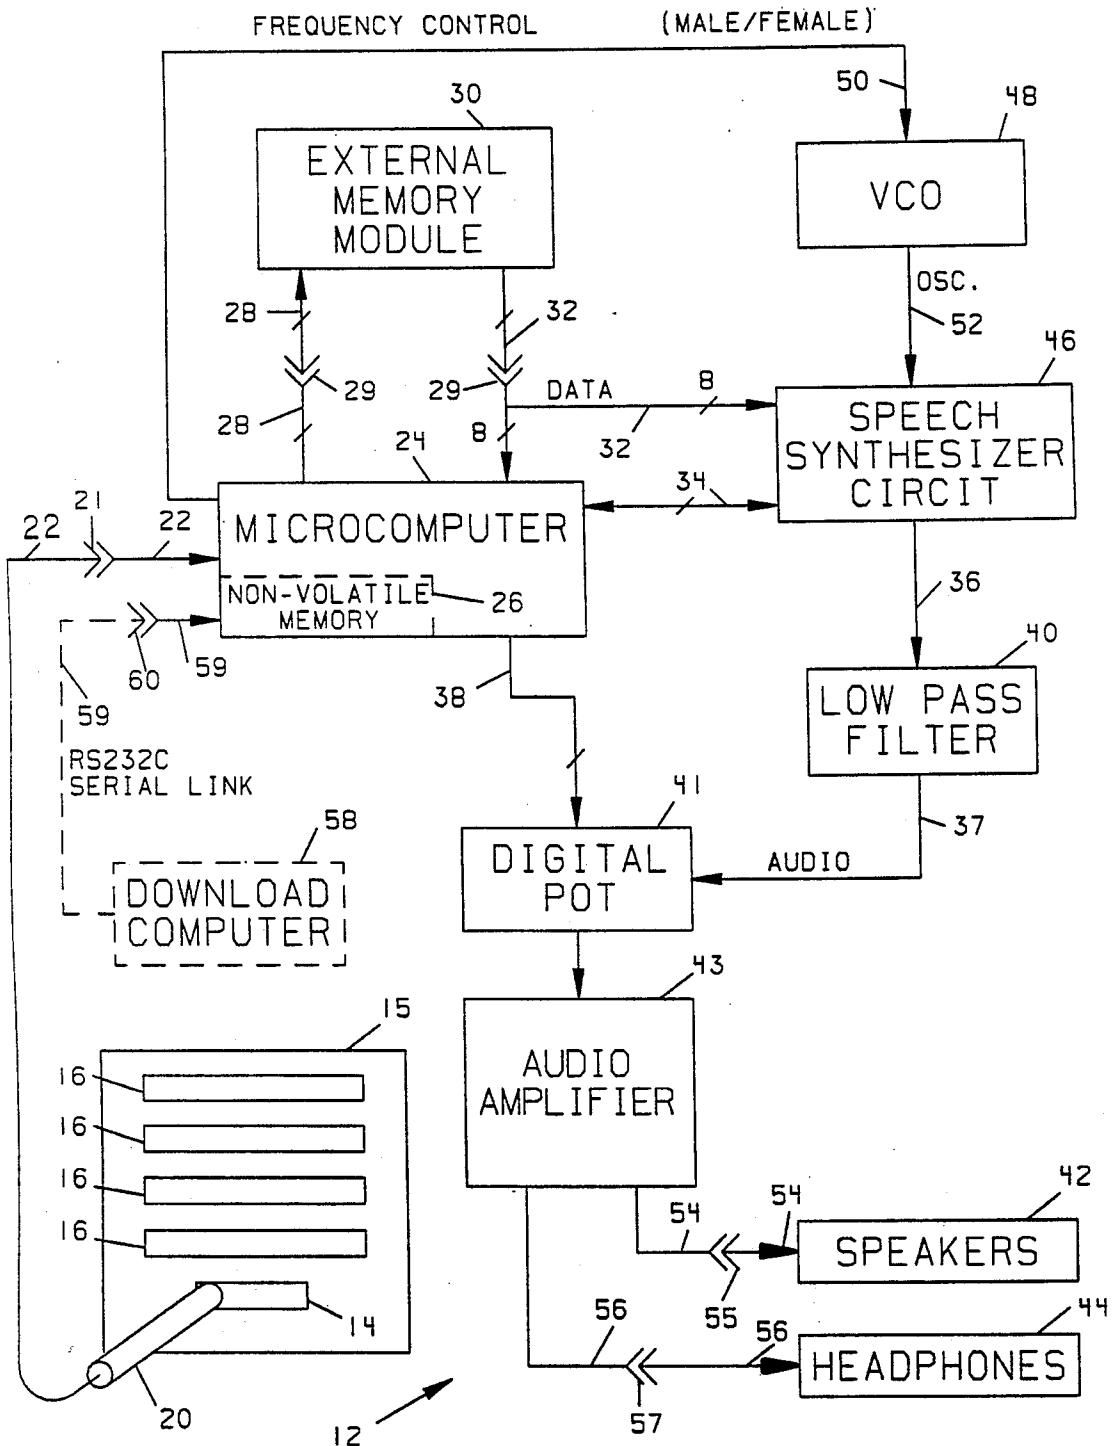 FREQUENCY CONTROL (MALE/FEMALE)
50
48
VCO
30
EXTERNAL
MEMORY
MODULE
OSC.
52
28
32
46
29
29
DATA
8
32
SPEECH
SYNTHESIZER
CIRCIT
28
24
8
34
21
22
22
MICROCOMPUTER
NON-VOLATILE
MEMORY
26
36
60
59
59
38
40
LOW PASS
FILTER
RS232C
SERIAL LINK
41
37
58
DIGITAL
POT
AUDIO
DOWNLOAD
COMPUTER
43
15
AUDIO
AMPLIFIER
16
16
16
16
14
54
54
42
SPEAKERS
55
56
56
44
HEADPHONES
57
20
12